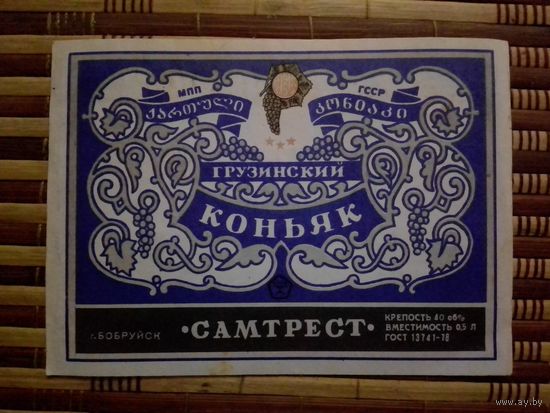 МПП ГССР
ქართული კონიაკი
ГРУЗИНСКИЙ
КОНЬЯК
г.БОБРУЙСК
•САМТРЕСТ•
КРЕПОСТЬ 40 об%
ВМЕСТИМОСТЬ 0,5 Л
ГОСТ 13741-78
www.ay.by